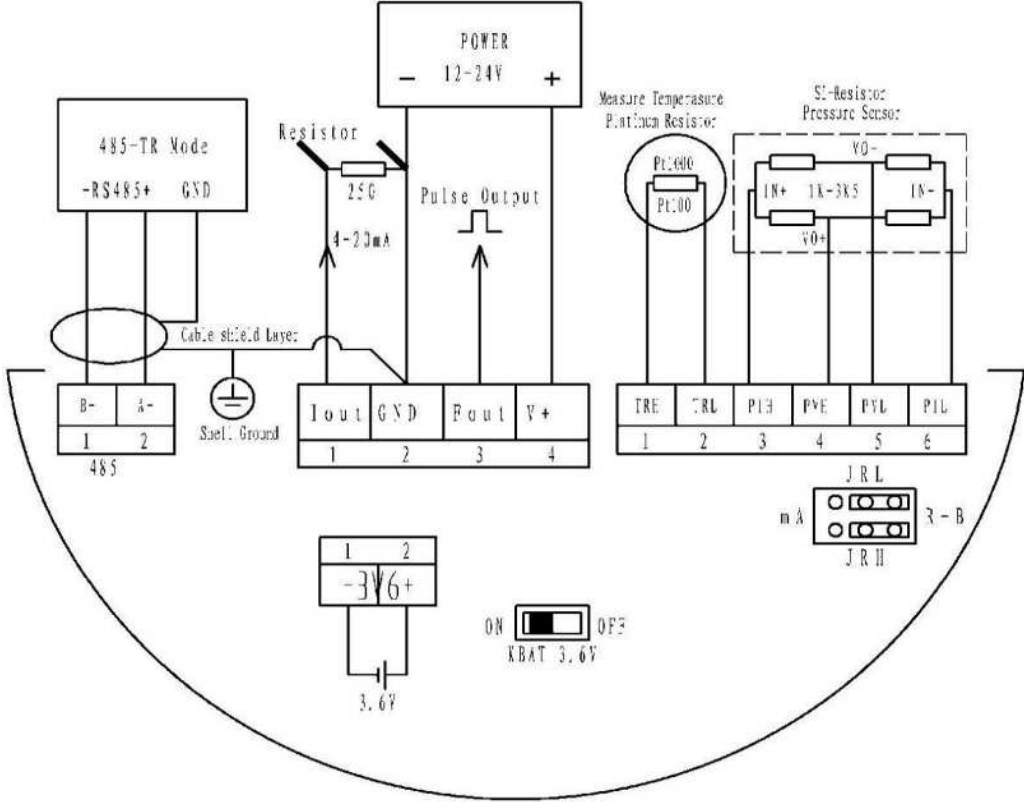 POWER
12-24V
- +
485-TR Mode
-RS485+ GND
Resistor
250
4-20mA
Pulse Output
Measure Temperasure
Platinum Resistor
Pt1000
Pt100
Si-Resistor
Pressure Sensor
VO-
IN+ 1K-3K5 IN-
VO+
Cable shield Layer
Shell Ground
B- A-
1 2
485
Iout GND Fout V+
1 2 3 4
TRE TRL PIH PVE PVL PIL
1 2 3 4 5 6
JRL
mA R-B
JRH
1 2
-3V6+
3.6V
ON OFF
KBAT 3.6V